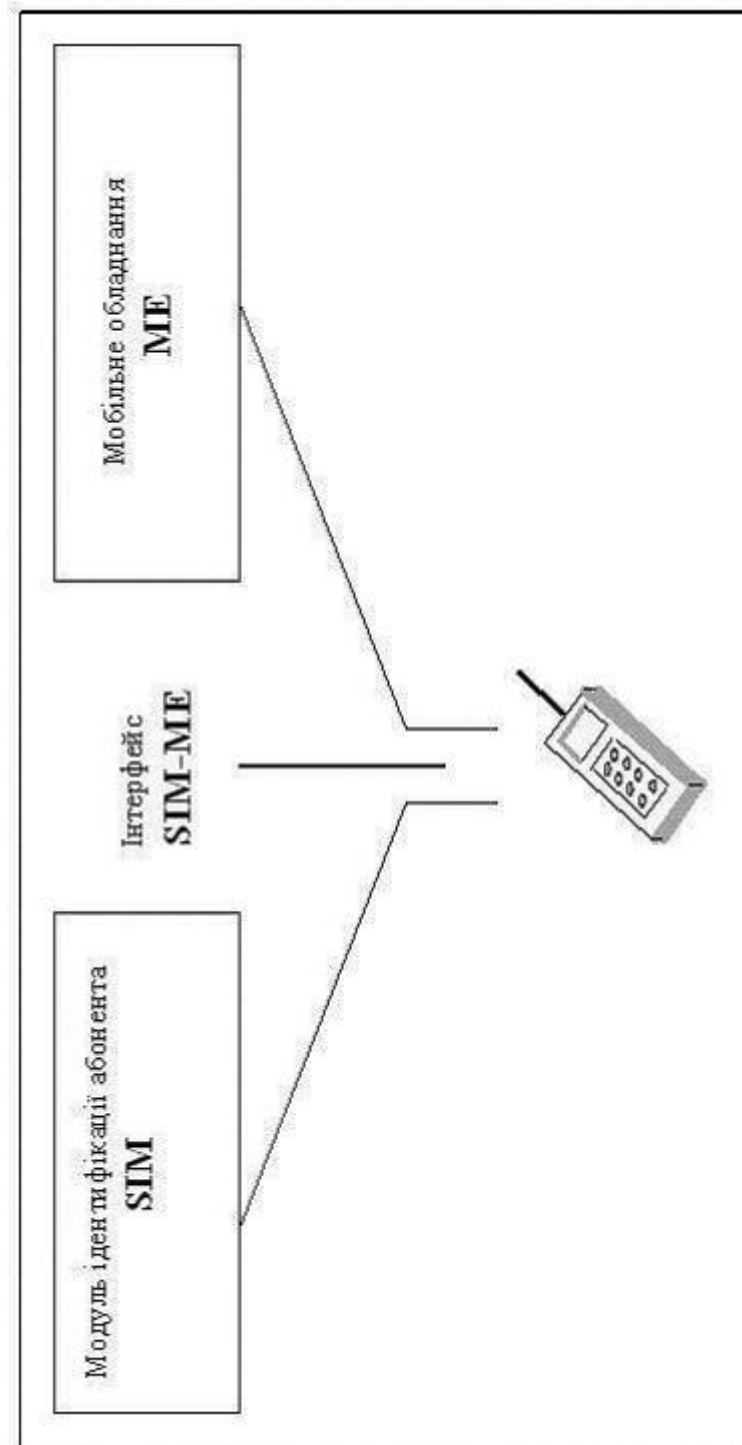 Модуль ідентифікації абонента
SIM
Інтерфейс
SIM-ME
Мобільне обладнання
ME